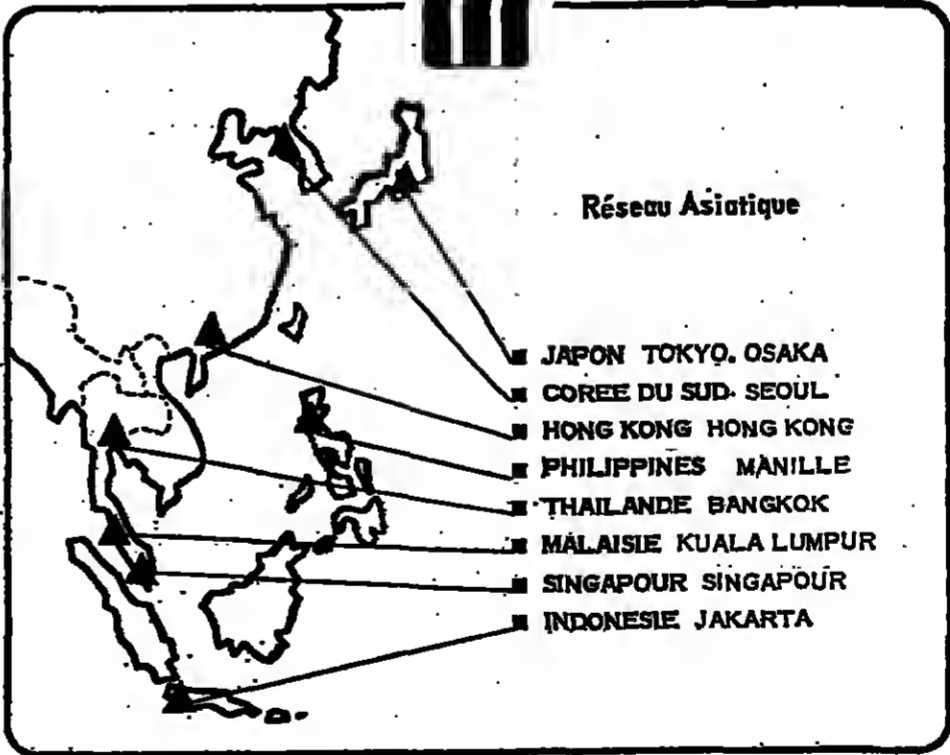 Réseau Asiatique
JAPON TOKYO. OSAKA
COREE DU SUD. SEOUL
HONG KONG HONG KONG
PHILIPPINES MANILLE
THAILANDE BANGKOK
MALAISIE KUALA LUMPUR
SINGAPOUR SINGAPOUR
INDONESIE JAKARTA